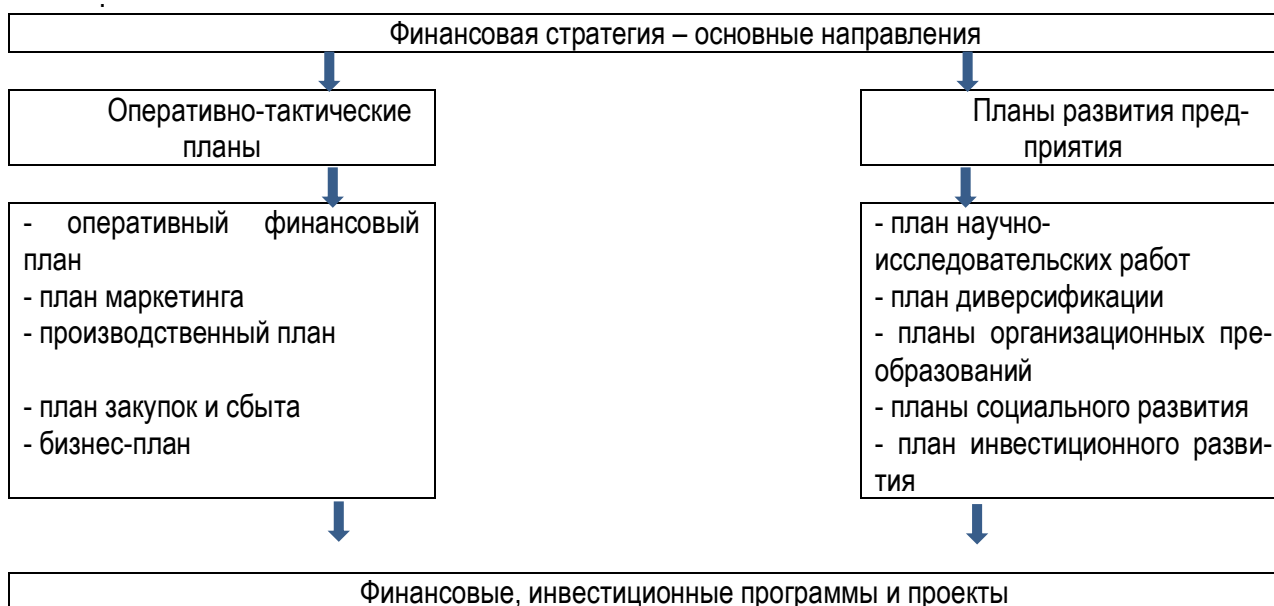 Финансовая стратегия – основные направления
Оперативно-тактические
планы
Планы развития пред-
приятия
- оперативный финансовый
план
- план маркетинга
- производственный план
- план закупок и сбыта
- бизнес-план
- план научно-
исследовательских работ
- план диверсификации
- планы организационных пре-
образований
- планы социального развития
- план инвестиционного разви-
тия
Финансовые, инвестиционные программы и проекты